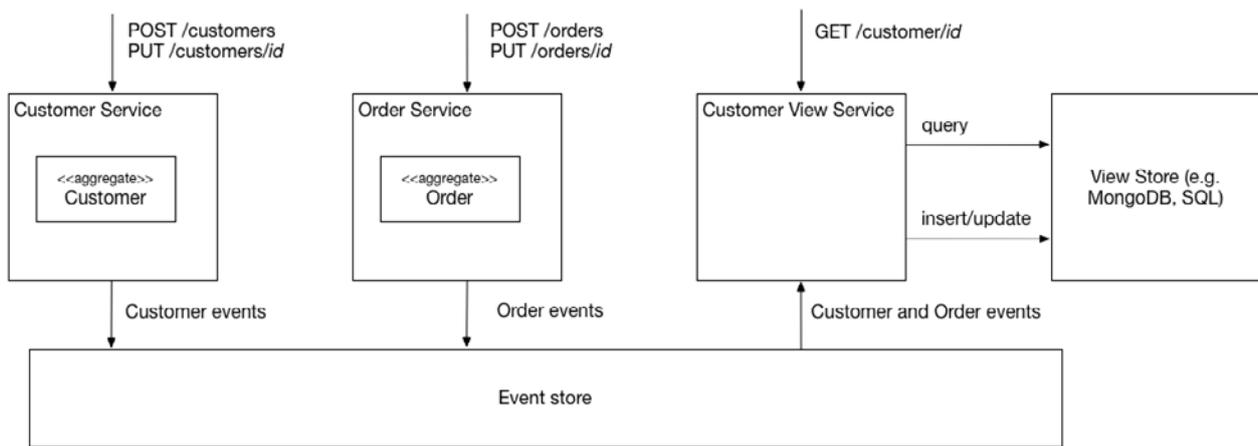 POST /customers
PUT /customers/id
POST /orders
PUT /orders/id
GET /customer/id
Customer Service
<<aggregate>>
Customer
Order Service
<<aggregate>>
Order
Customer View Service
query
insert/update
View Store (e.g.
MongoDB, SQL)
Customer events
Order events
Customer and Order events
Event store